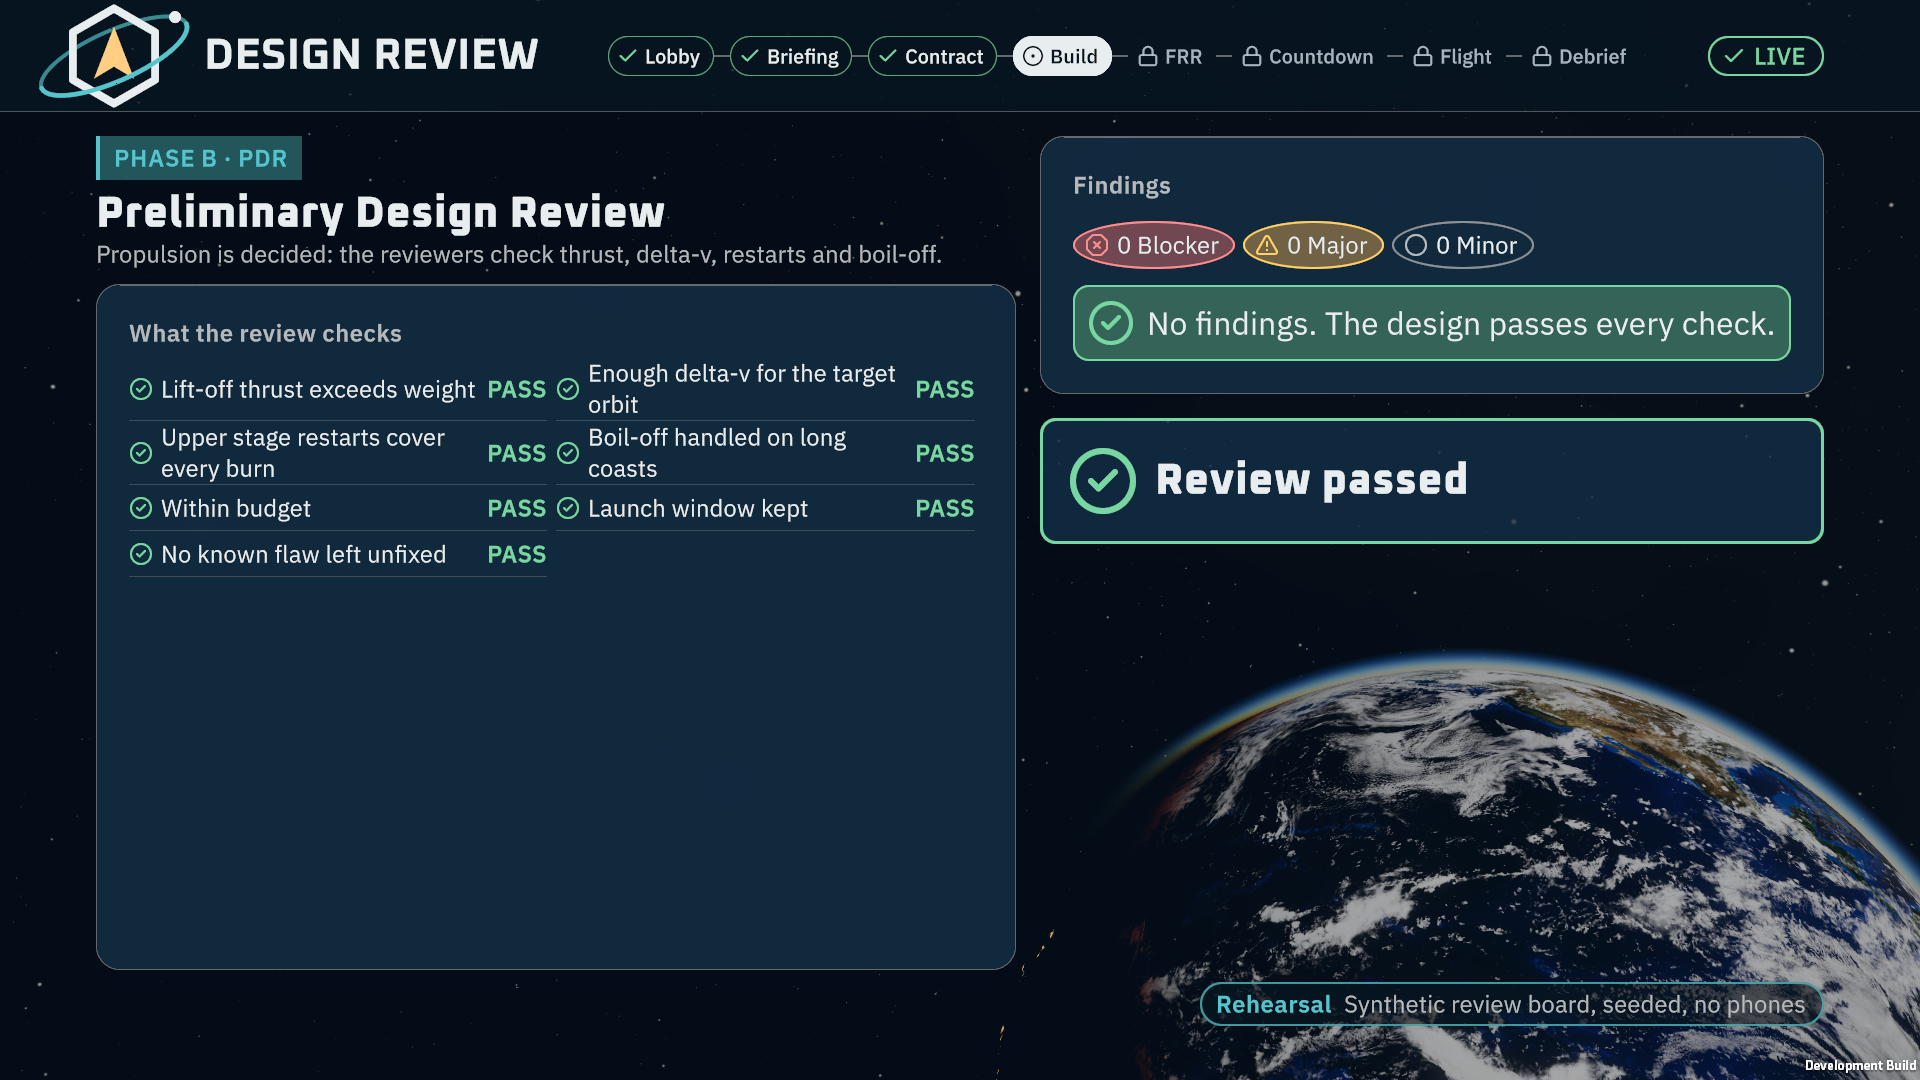 DESIGN REVIEW
Lobby
Briefing
Contract
Build
FRR
Countdown
Flight
Debrief
LIVE
PHASE B · PDR
Preliminary Design Review
Propulsion is decided: the reviewers check thrust, delta-v, restarts and boil-off.
What the review checks
Lift-off thrust exceeds weight PASS
Enough delta-v for the target
orbit
PASS
Upper stage restarts cover
every burn
PASS
Boil-off handled on long
coasts
PASS
Within budget PASS
Launch window kept PASS
No known flaw left unfixed PASS
Findings
0 Blocker
0 Major
0 Minor
No findings. The design passes every check.
Review passed
Rehearsal Synthetic review board, seeded, no phones
Development Build